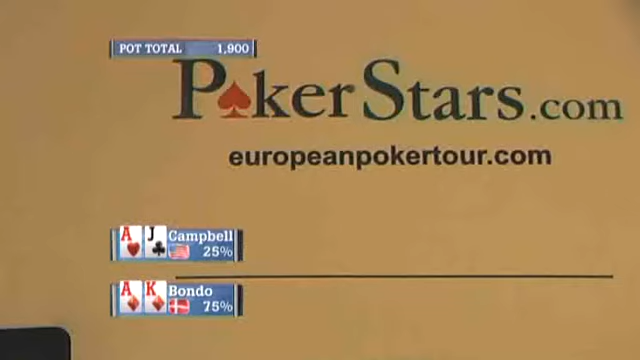 POT TOTAL 1,900
PokerStars.com
europeanpokertour.com
A J Campbell
25%
A K Bondo
75%